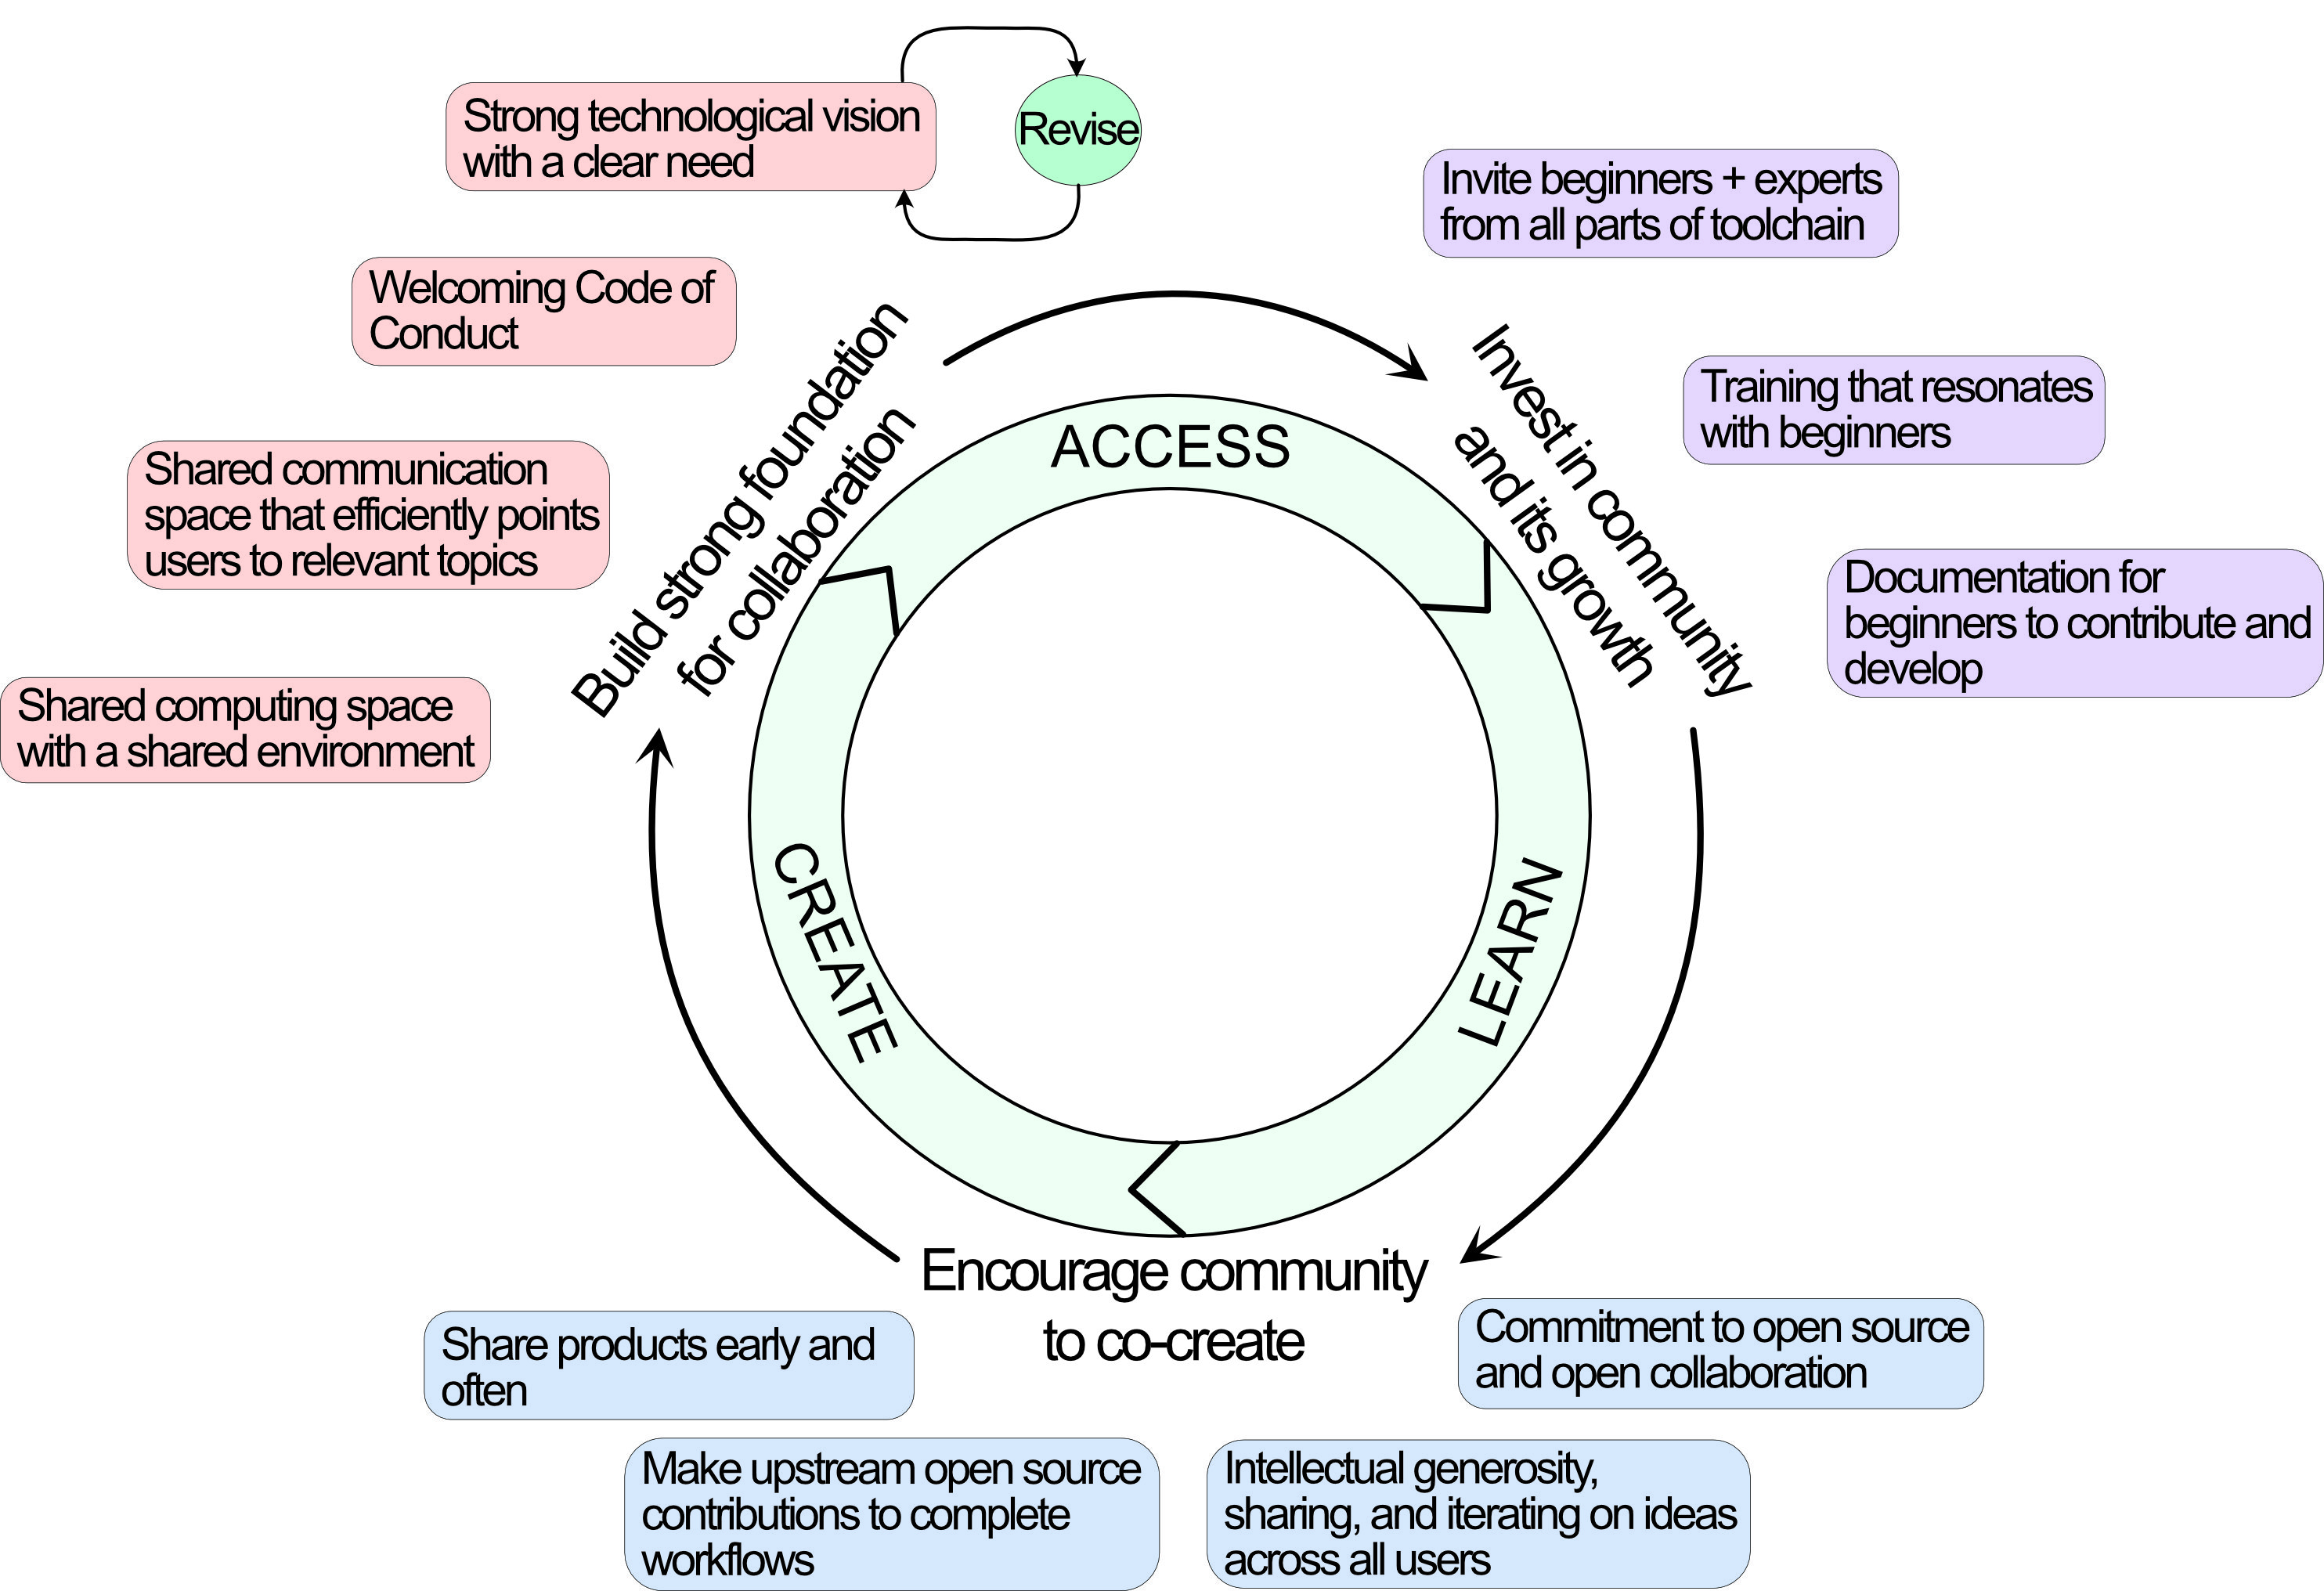 Strong technological vision
with a clear need
Revise
Welcoming Code of
Conduct
Shared communication
space that efficiently points
users to relevant topics
Shared computing space
with a shared environment
Build strong foundation
for collaboration
ACCESS
Invest in community
and its growth
Invite beginners + experts
from all parts of toolchain
Training that resonates
with beginners
Documentation for
beginners to contribute and
develop
CREATE
LEARN
Encourage community
to co-create
Share products early and
often
Make upstream open source
contributions to complete
workflows
Commitment to open source
and open collaboration
Intellectual generosity,
sharing, and iterating on ideas
across all users